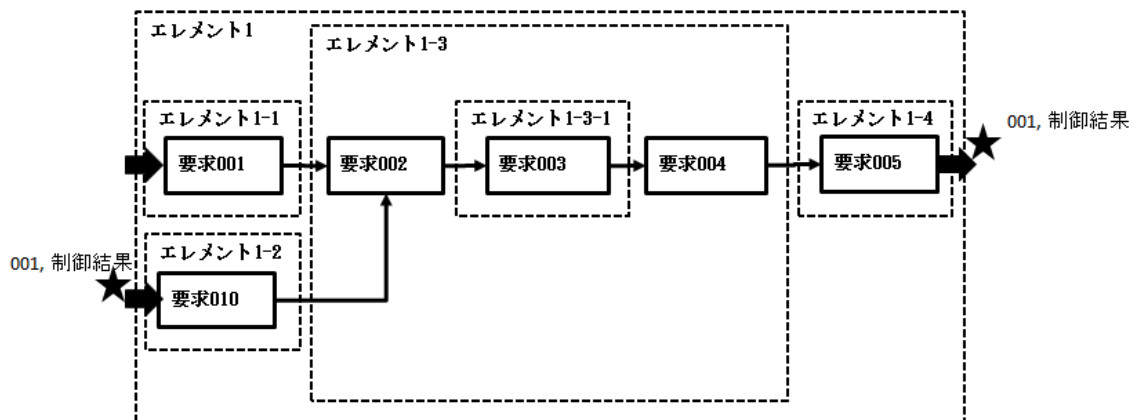 エレメント1
エレメント1-3
エレメント1-1
エレメント1-3-1
エレメント1-4
001, 制御結果
要求001
要求002
要求003
要求004
要求005
エレメント1-2
001, 制御結果
要求010